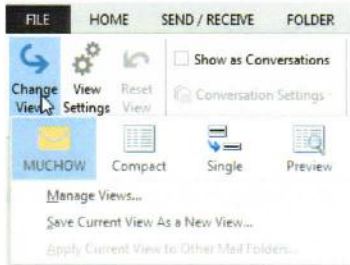 FILE HOME SEND / RECEIVE FOLDER
Show as Conversations
Change View View Settings Reset View
Conversation Settings
MUCHOW Compact Single Preview
Manage Views...
Save Current View As a New View...
Apply Current View to Other Mail Folders...